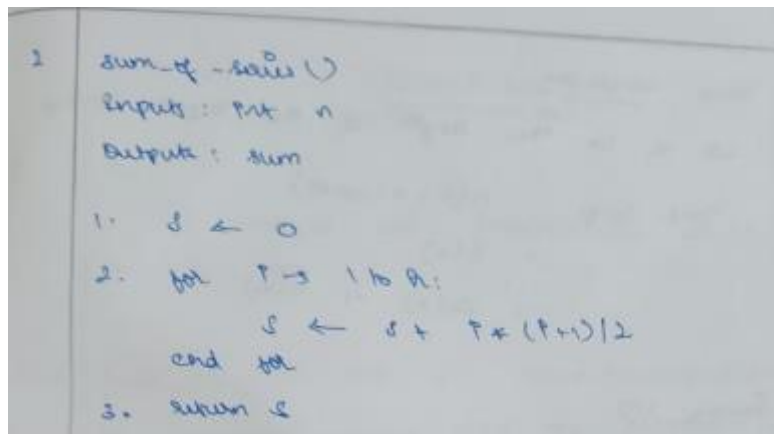 2 sum_of_series()
Inputs: int n
Outputs: sum
1. S ← 0
2. for i → 1 to n:
S ← S + i * (i+1)/2
end for
3. return S